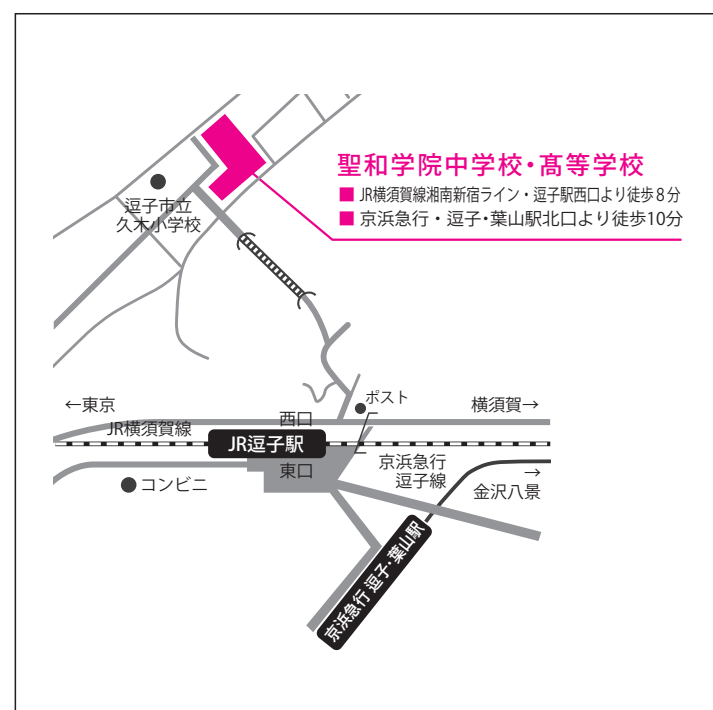 聖和学院中学校・髙等学校
■ JR横須賀線湘南新宿ライン・逗子駅西口より徒歩8分
■ 京浜急行・逗子・葉山駅北口より徒歩10分
逗子市立
久木小学校
ポスト
←東京
横須賀→
西口
JR横須賀線
JR逗子駅
東口
京浜急行
逗子線
→
金沢八景
コンビニ
京浜急行 逗子・葉山駅